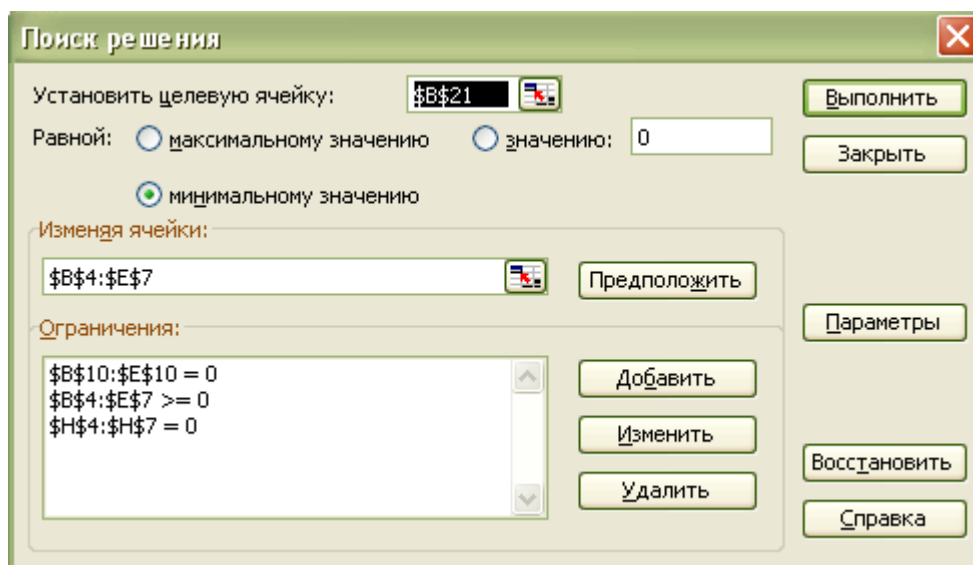 Поиск решения
Установить целевую ячейку: $B$21
Выполнить
Равной: максимальному значению значению: 0
Закрыть
минимальному значению
Изменяя ячейки:
$B$4:$E$7 Предположить
Параметры
Ограничения:
$B$10:$E$10 = 0
$B$4:$E$7 >= 0
$H$4:$H$7 = 0
Добавить
Изменить
Удалить
Восстановить
Справка